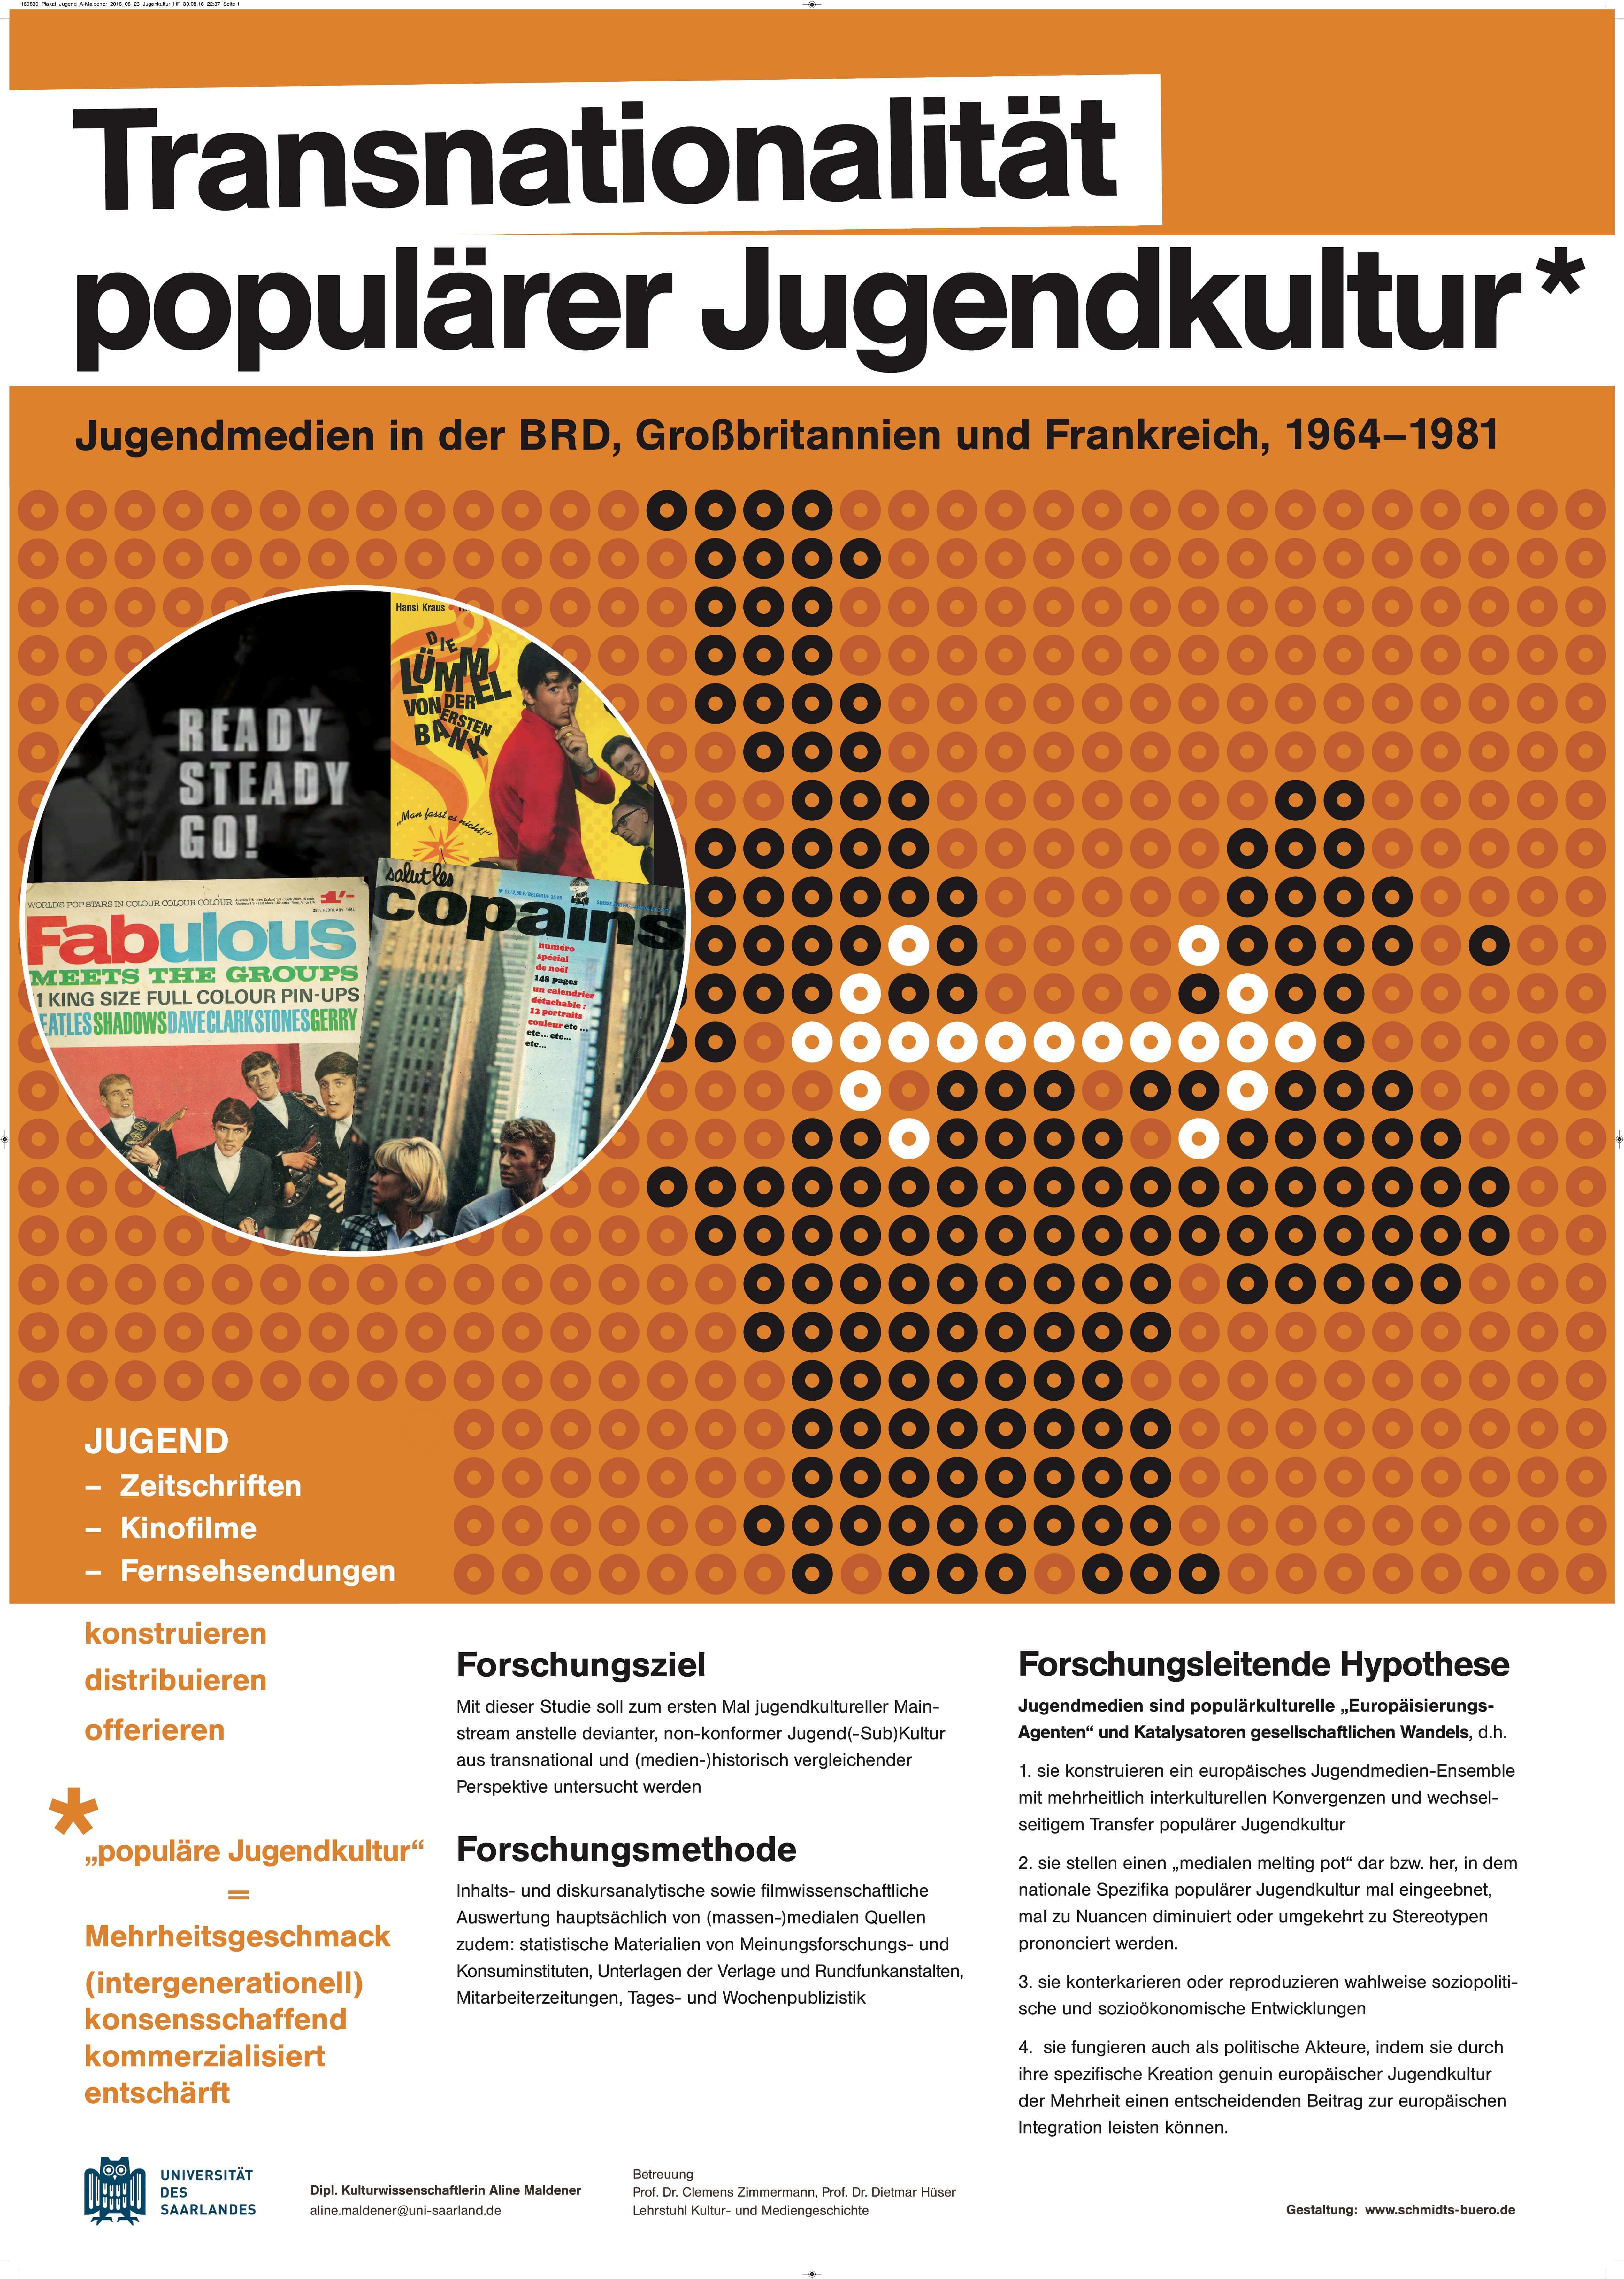 160830_Plakat_Jugend_A-Maldener_2016_08_23_Jugenkultur_HF 30.08.16 22:37 Seite 1
Transnationalität
populärer Jugendkultur*
Jugendmedien in der BRD, Großbritannien und Frankreich, 1964–1981
READY
STEADY
GO!
Hansi Kraus
DIE
LÜMMEL
VON DER
ERSTEN
BANK
„Man fasst es nicht!“
WORLD'S POP STARS IN COLOUR COLOUR COLOUR
1/-
Fabulous
MEETS THE GROUPS
1 KING SIZE FULL COLOUR PIN-UPS
EATLES SHADOWS DAVE CLARK STONES GERRY
salut les
copains
numéro
spécial
de noël
148 pages
un calendrier
détachable :
12 portraits
couleur etc ...
etc ... etc...
etc...
JUGEND
– Zeitschriften
– Kinofilme
– Fernsehsendungen
konstruieren
distribuieren
offerieren
*
„populäre Jugendkultur“
=
Mehrheitsgeschmack
(intergenerationell)
konsensschaffend
kommerzialisiert
entschärft
Forschungsziel
Mit dieser Studie soll zum ersten Mal jugendkultureller Main-
stream anstelle devianter, non-konformer Jugend(-Sub)Kultur
aus transnational und (medien-)historisch vergleichender
Perspektive untersucht werden
Forschungsmethode
Inhalts- und diskursanalytische sowie filmwissenschaftliche
Auswertung hauptsächlich von (massen-)medialen Quellen
zudem: statistische Materialien von Meinungsforschungs- und
Konsuminstituten, Unterlagen der Verlage und Rundfunkanstalten,
Mitarbeiterzeitungen, Tages- und Wochenpublizistik
Forschungsleitende Hypothese
Jugendmedien sind populärkulturelle „Europäisierungs-
Agenten“ und Katalysatoren gesellschaftlichen Wandels, d.h.
1. sie konstruieren ein europäisches Jugendmedien-Ensemble
mit mehrheitlich interkulturellen Konvergenzen und wechsel-
seitigem Transfer populärer Jugendkultur
2. sie stellen einen „medialen melting pot“ dar bzw. her, in dem
nationale Spezifika populärer Jugendkultur mal eingeebnet,
mal zu Nuancen diminuiert oder umgekehrt zu Stereotypen
prononciert werden.
3. sie konterkarieren oder reproduzieren wahlweise soziopoliti-
sche und sozioökonomische Entwicklungen
4. sie fungieren auch als politische Akteure, indem sie durch
ihre spezifische Kreation genuin europäischer Jugendkultur
der Mehrheit einen entscheidenden Beitrag zur europäischen
Integration leisten können.
UNIVERSITÄT
DES
SAARLANDES
Dipl. Kulturwissenschaftlerin Aline Maldener
aline.maldener@uni-saarland.de
Betreuung
Prof. Dr. Clemens Zimmermann, Prof. Dr. Dietmar Hüser
Lehrstuhl Kultur- und Mediengeschichte
Gestaltung: www.schmidts-buero.de